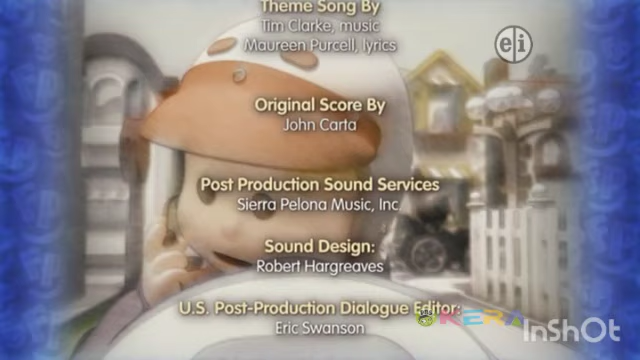 Theme Song By
Tim Clarke, music
Maureen Purcell, lyrics
e/i
Original Score By
John Carta
Post Production Sound Services
Sierra Pelona Music, Inc.
Sound Design:
Robert Hargreaves
U.S. Post-Production Dialogue Editor:
Eric Swanson
KERA
InShOt